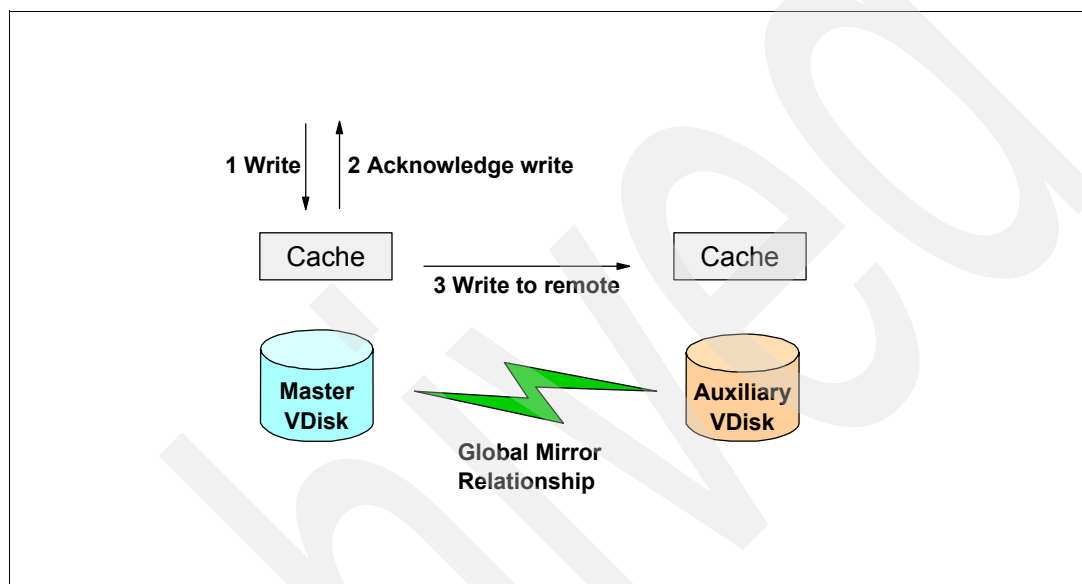 1 Write
2 Acknowledge write
Cache
Cache
3 Write to remote
Master
VDisk
Auxiliary
VDisk
Global Mirror
Relationship